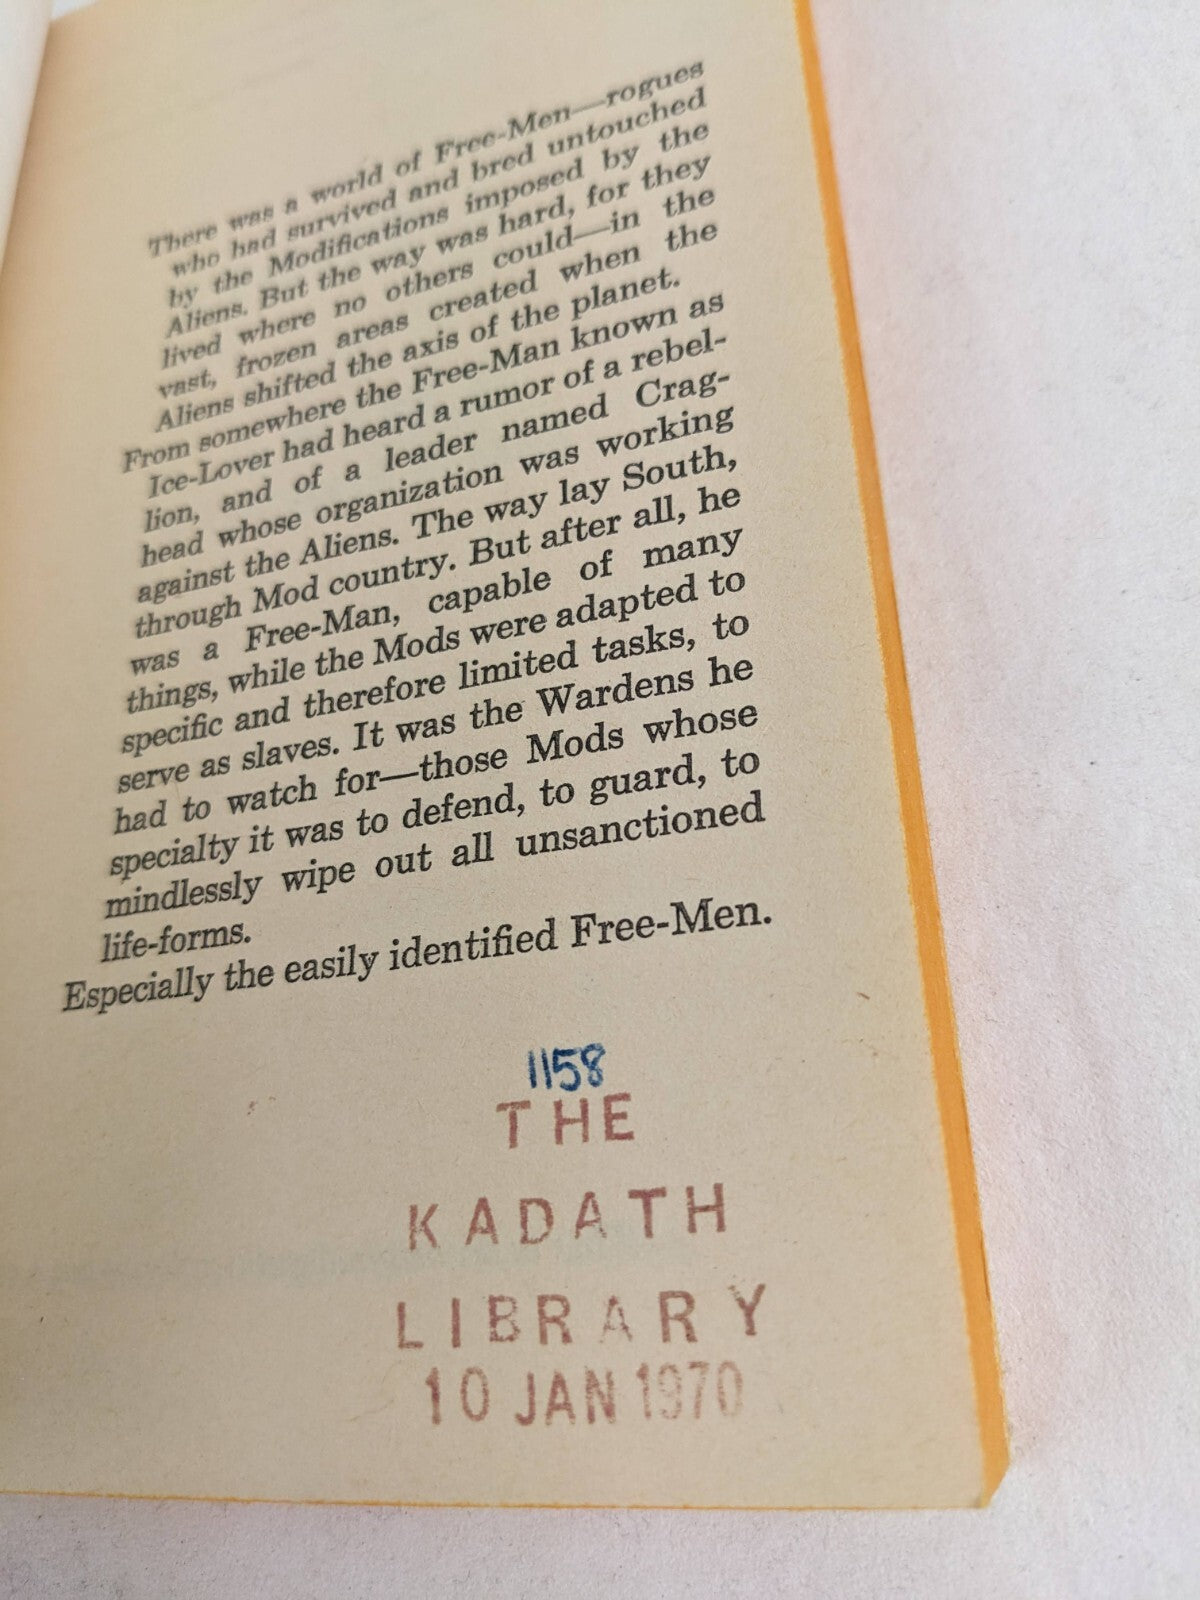 There was a world of Free-Men—rogues
who had survived and bred untouched
by the Modifications imposed by the
Aliens. But the way was hard, for they
lived where no others could—in the
vast, frozen areas created when the
Aliens shifted the axis of the planet.
From somewhere the Free-Man known as
Ice-Lover had heard a rumor of a rebel-
lion, and of a leader named Crag-
head whose organization was working
against the Aliens. The way lay South,
through Mod country. But after all, he
was a Free-Man, capable of many
things, while the Mods were adapted to
specific and therefore limited tasks, to
serve as slaves. It was the Wardens he
had to watch for—those Mods whose
specialty it was to defend, to guard, to
mindlessly wipe out all unsanctioned
life-forms.
Especially the easily identified Free-Men.
1158
THE
KADATH
LIBRARY
10 JAN 1970